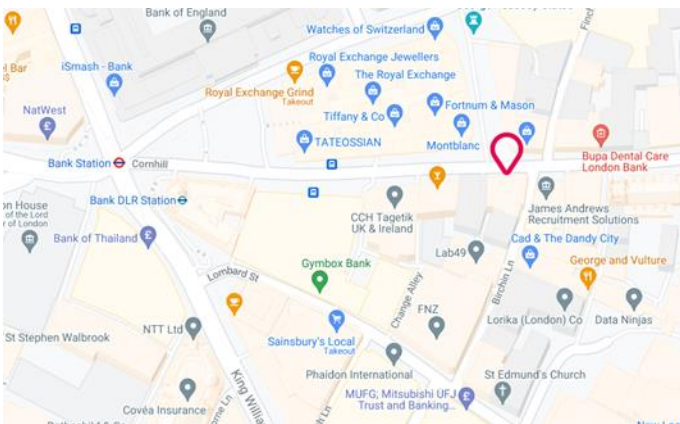 Bank of England
Watches of Switzerland
Finch
el Bar
$$
iSmash - Bank
Royal Exchange Jewellers
The Royal Exchange
Royal Exchange Grind
Takeout
NatWest
Tiffany & Co
Fortnum & Mason
TATEOSSIAN
Montblanc
Bupa Dental Care
London Bank
Bank Station
Cornhill
on House
of the Lord
r of London
Bank DLR Station
CCH Tagetik
UK & Ireland
James Andrews
Recruitment Solutions
Bank of Thailand
Gymbox Bank
Lab49
Cad & The Dandy City
George and Vulture
Lombard St
Change Alley
Birchin Ln
St Stephen Walbrook
NTT Ltd
Sainsbury's Local
Takeout
FNZ
Lorika (London) Co
Data Ninjas
Phaidon International
St Edmund's Church
King Willia
MUFG; Mitsubishi UFJ
Trust and Banking...
Covéa Insurance